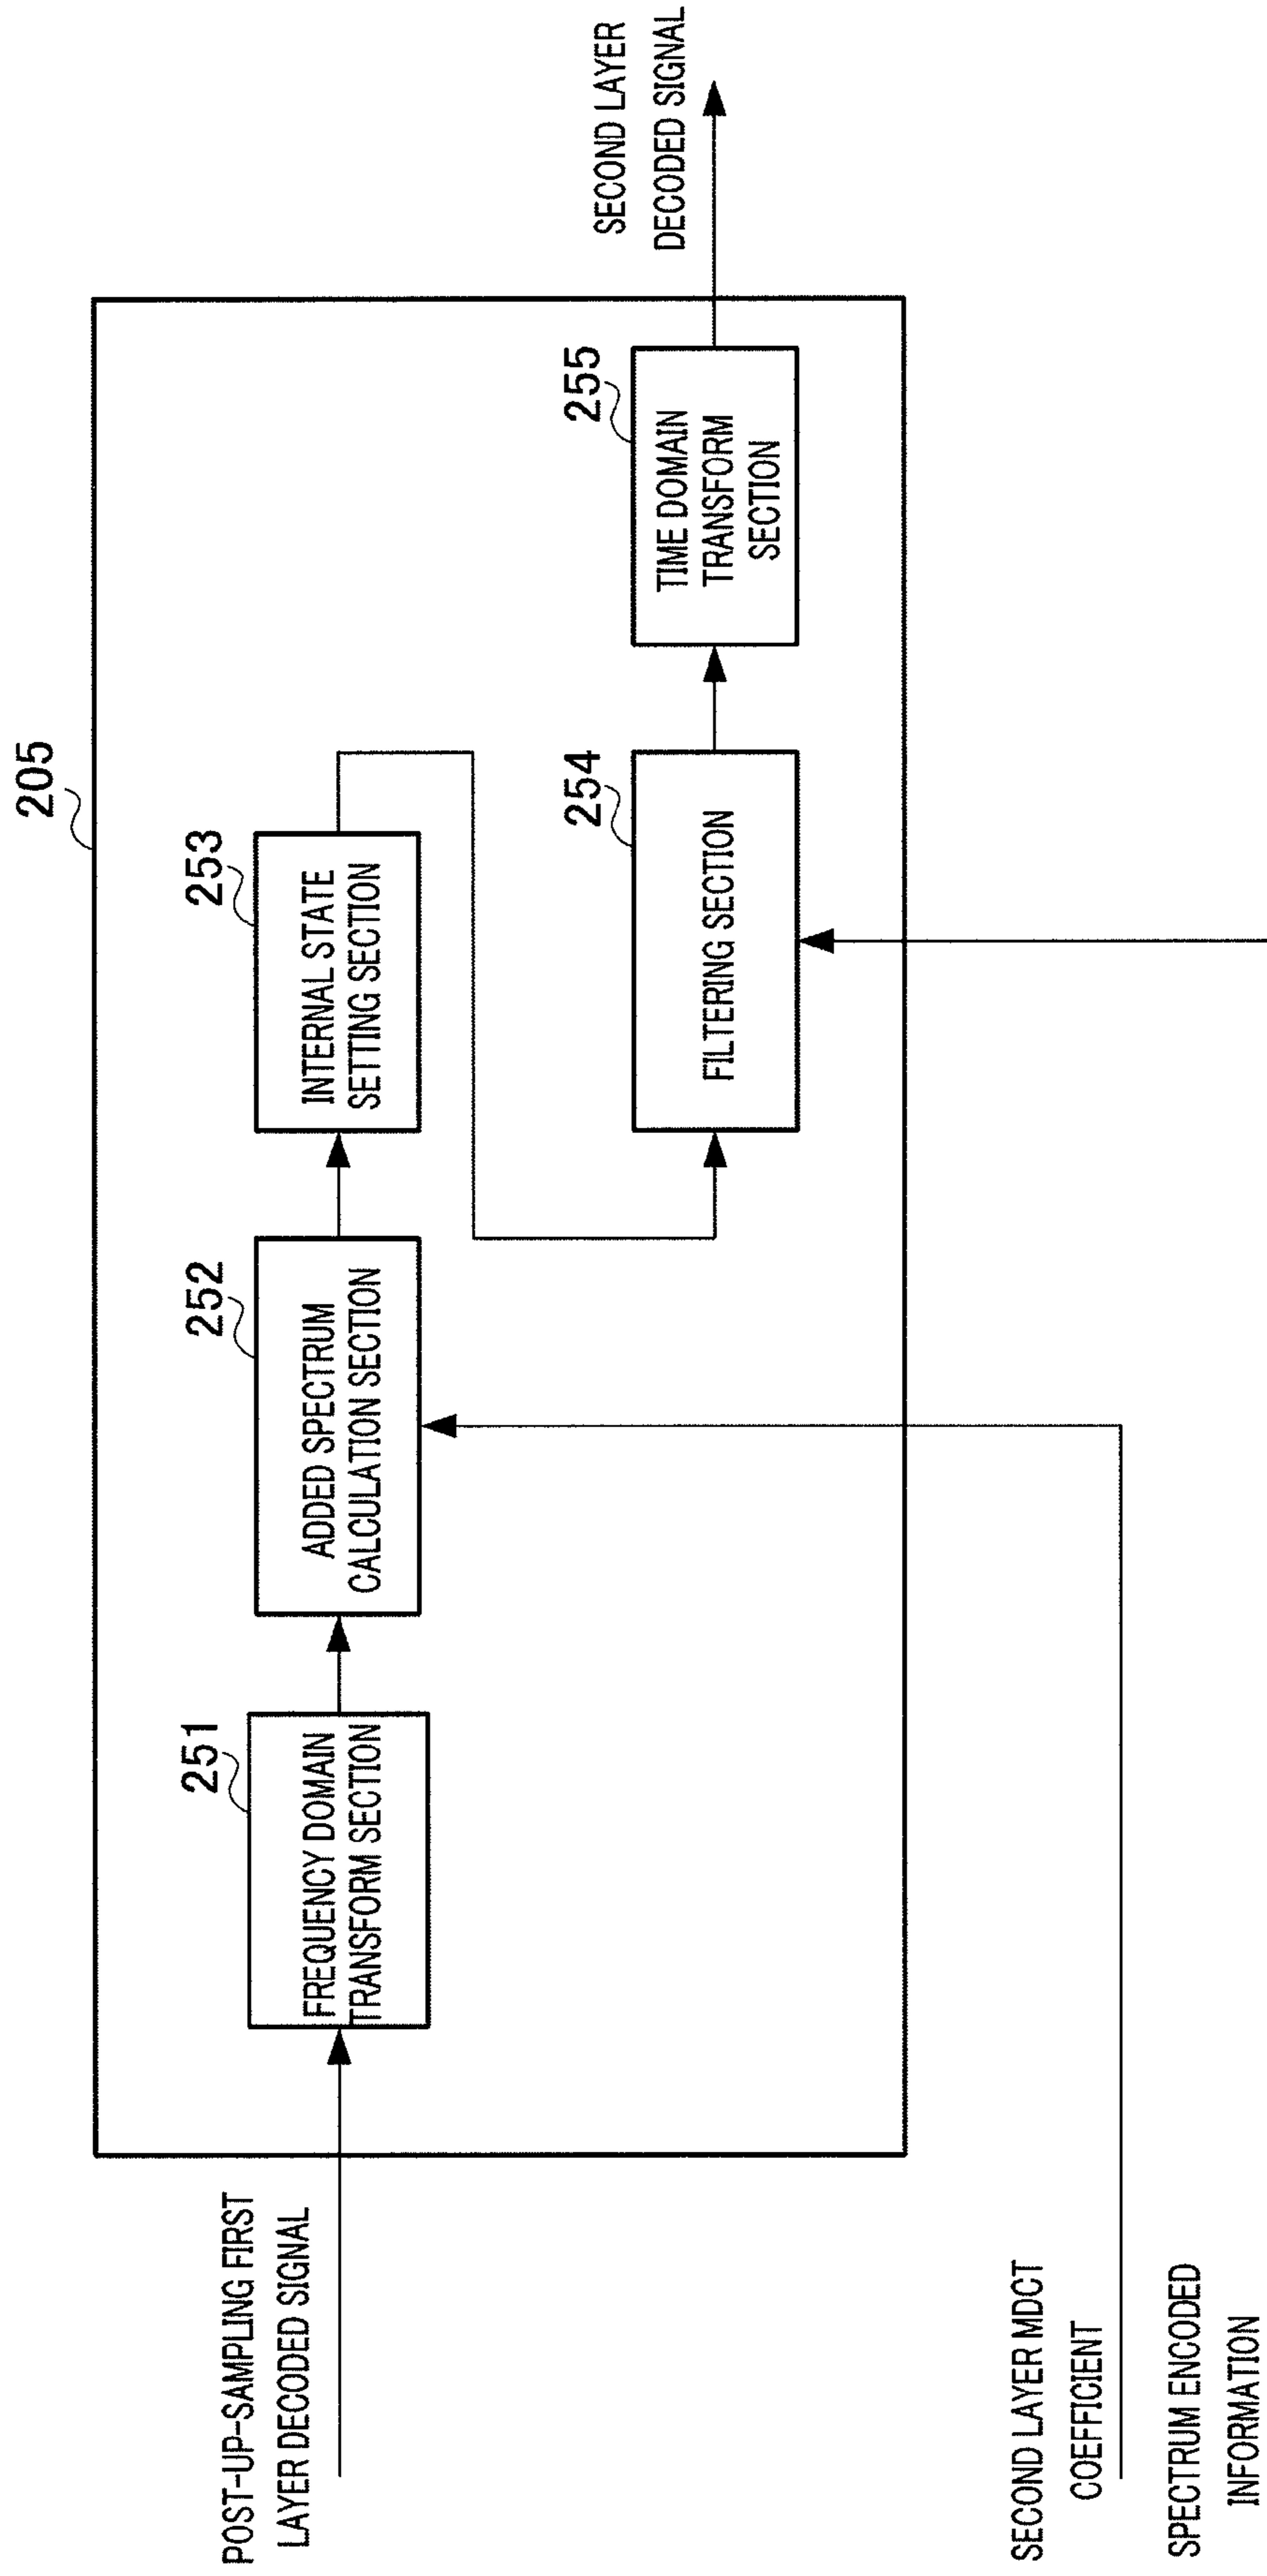 205
POST-UP-SAMPLING FIRST
LAYER DECODED SIGNAL
251
FREQUENCY DOMAIN
TRANSFORM SECTION
252
ADDED SPECTRUM
CALCULATION SECTION
253
INTERNAL STATE
SETTING SECTION
254
FILTERING SECTION
255
TIME DOMAIN
TRANSFORM
SECTION
SECOND LAYER
DECODED SIGNAL
SECOND LAYER MDCT
COEFFICIENT
SPECTRUM ENCODED
INFORMATION